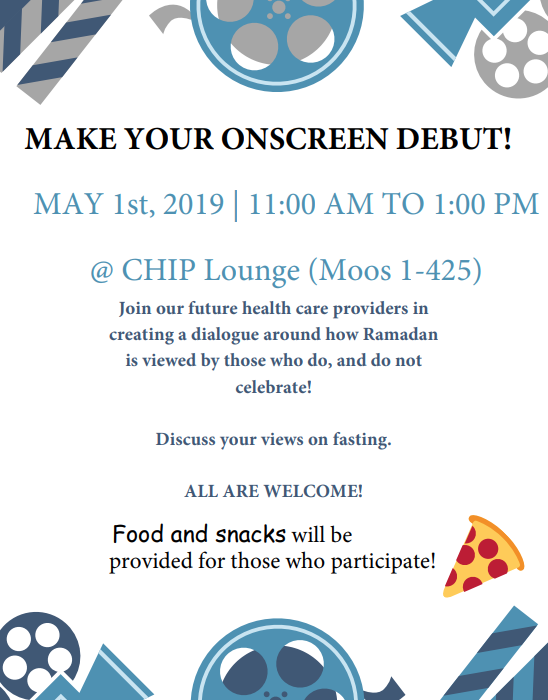 MAKE YOUR ONSCREEN DEBUT!
MAY 1st, 2019 | 11:00 AM TO 1:00 PM
@ CHIP Lounge (Moos 1-425)
Join our future health care providers in
creating a dialogue around how Ramadan
is viewed by those who do, and do not
celebrate!
Discuss your views on fasting.
ALL ARE WELCOME!
Food and snacks will be
provided for those who participate!